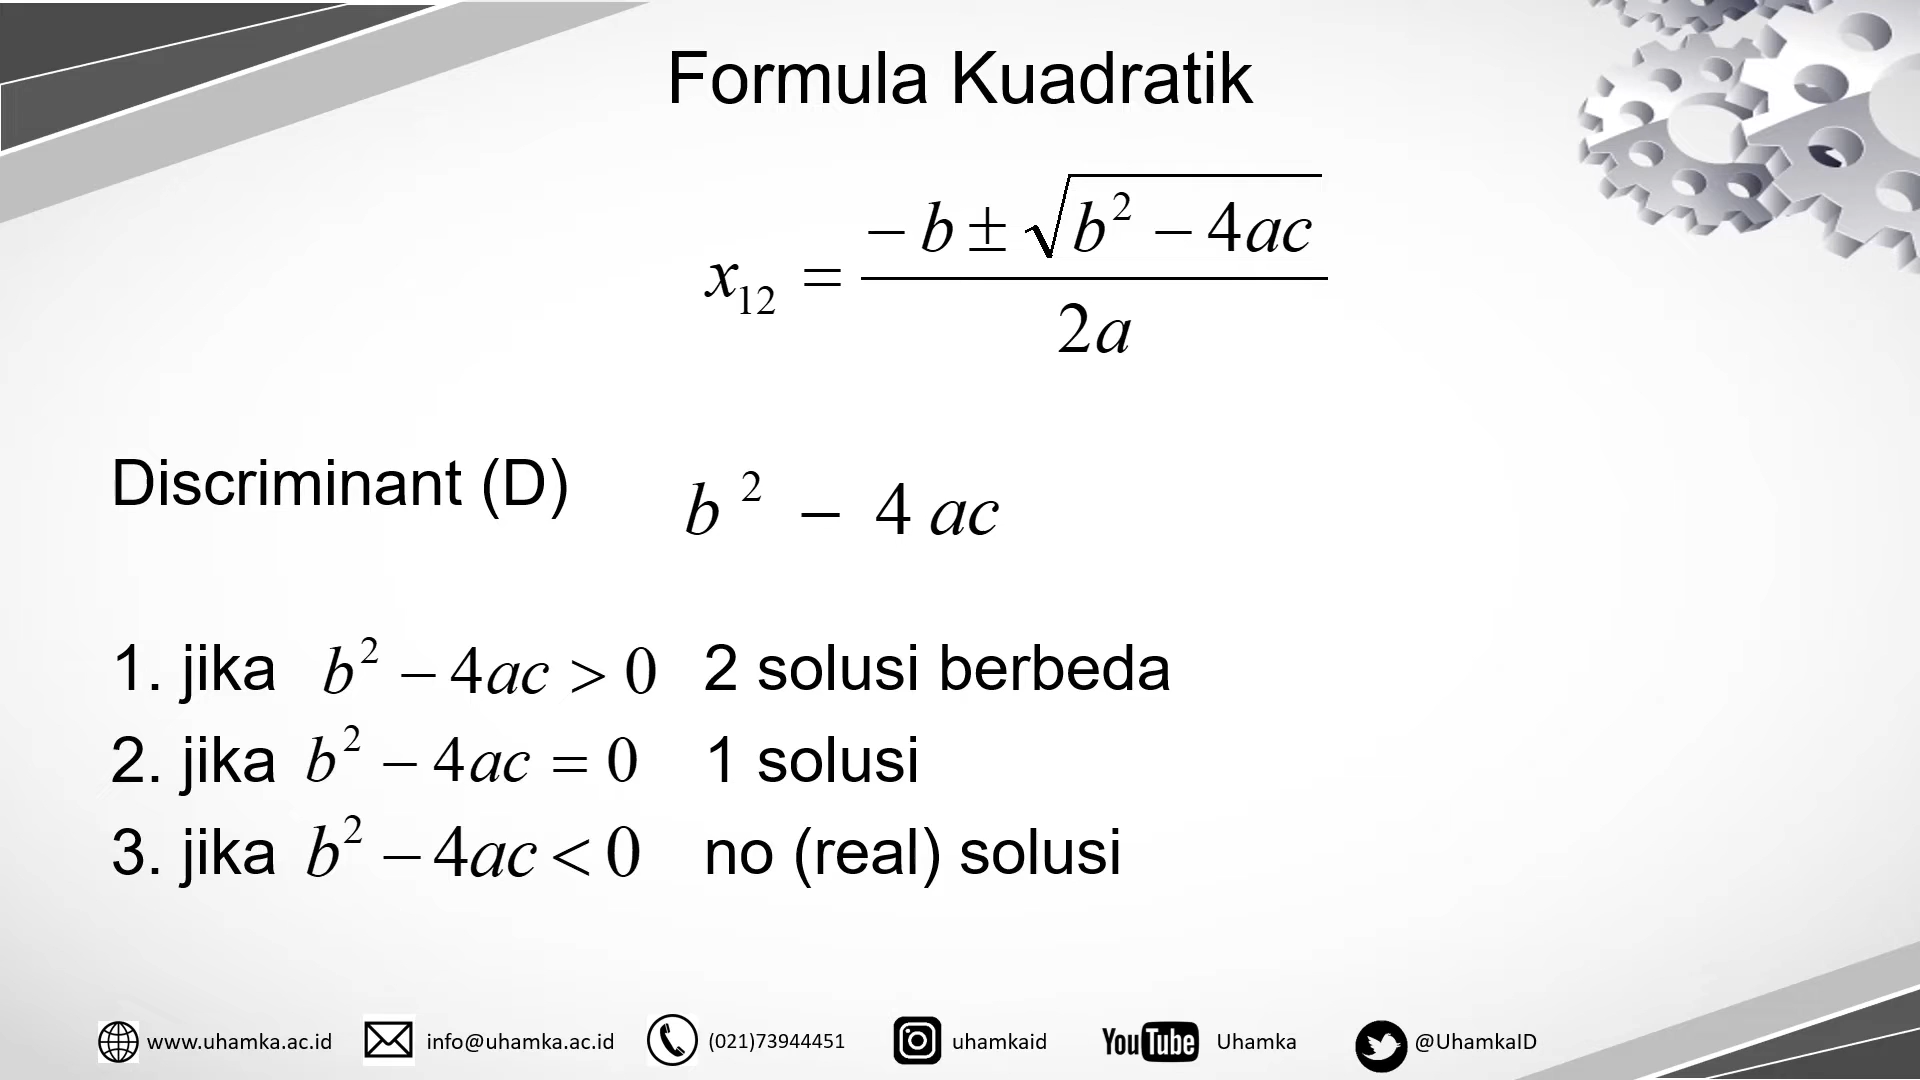 Formula Kuadratik
x₁₂ = (−b ± √(b² − 4ac)) / 2a
Discriminant (D) b² − 4ac
1. jika b² − 4ac > 0 2 solusi berbeda
2. jika b² − 4ac = 0 1 solusi
3. jika b² − 4ac < 0 no (real) solusi
www.uhamka.ac.id info@uhamka.ac.id (021)73944451 uhamkaid YouTube Uhamka @UhamkaID